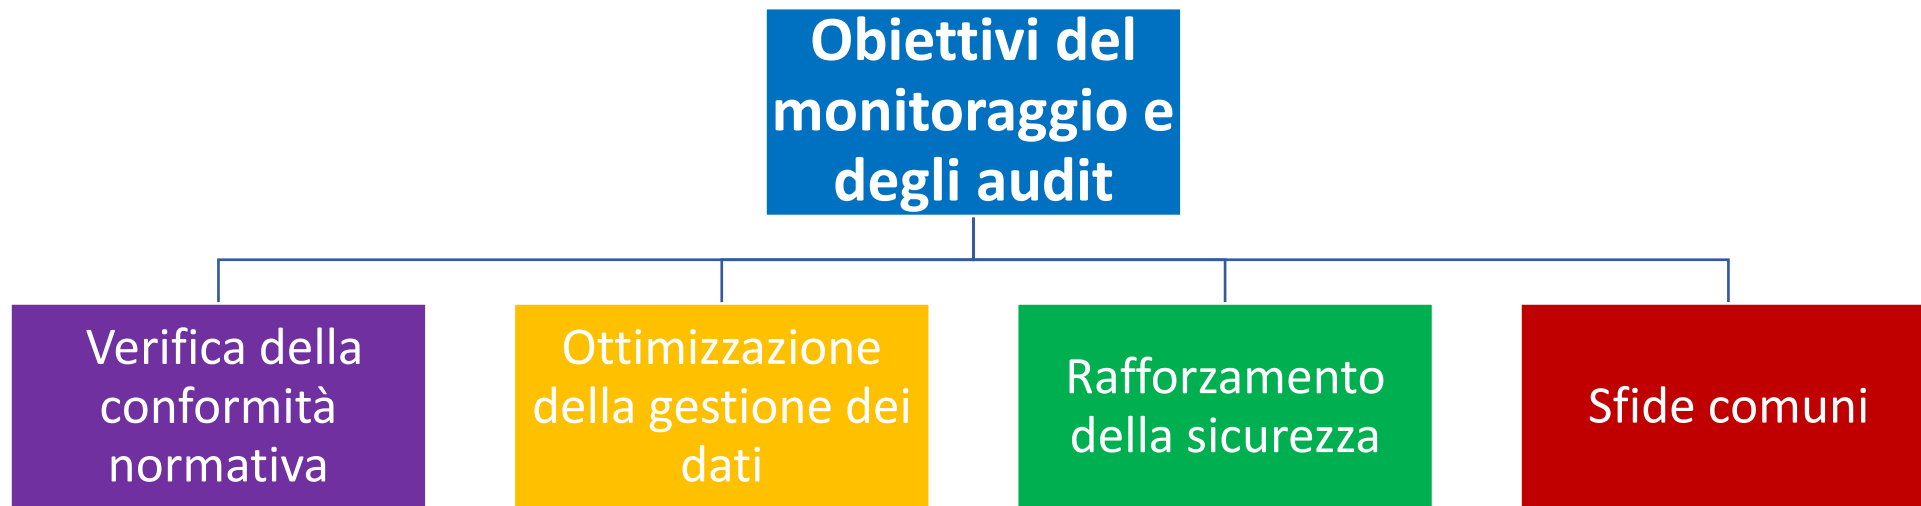 Obiettivi del
monitoraggio e
degli audit
Verifica della
conformità
normativa
Ottimizzazione
della gestione dei
dati
Rafforzamento
della sicurezza
Sfide comuni